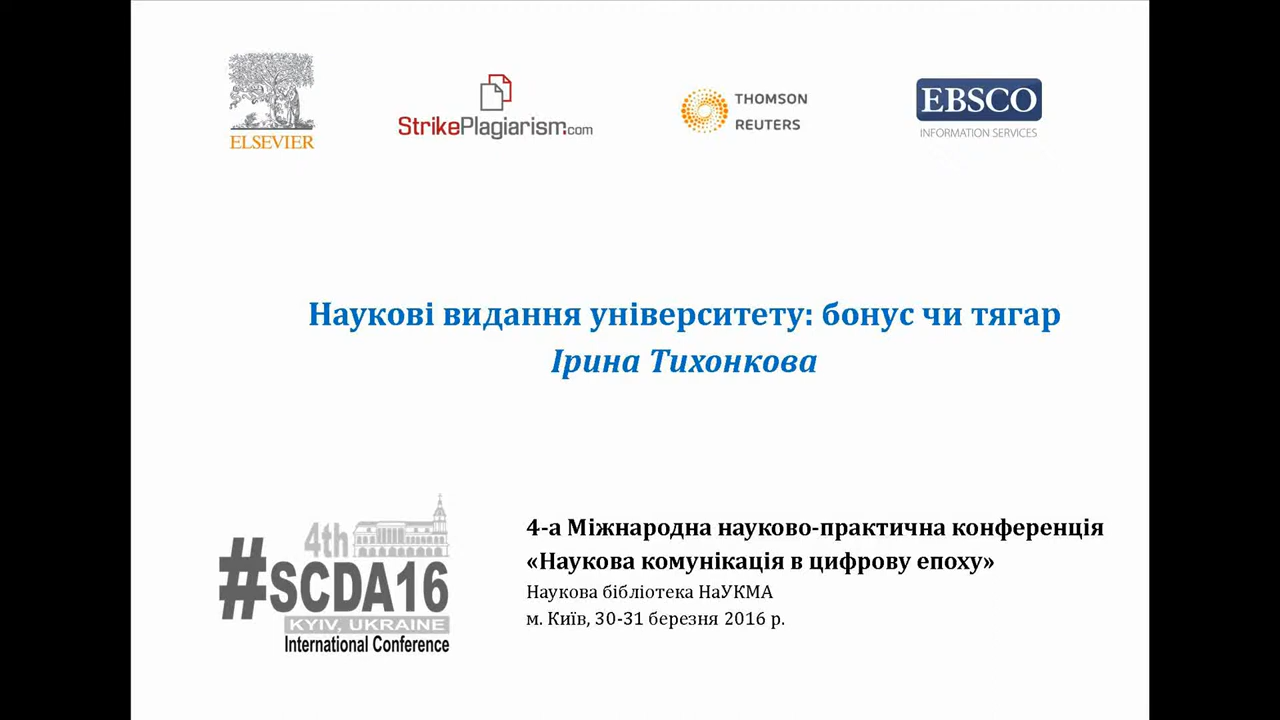 ELSEVIER
StrikePlagiarism.com
THOMSON
REUTERS
EBSCO
INFORMATION SERVICES
Наукові видання університету: бонус чи тягар
Ірина Тихонкова
4th
#SCDA16
KYIV, UKRAINE
International Conference
4-а Міжнародна науково-практична конференція
«Наукова комунікація в цифрову епоху»
Наукова бібліотека НаУКМА
м. Київ, 30-31 березня 2016 р.